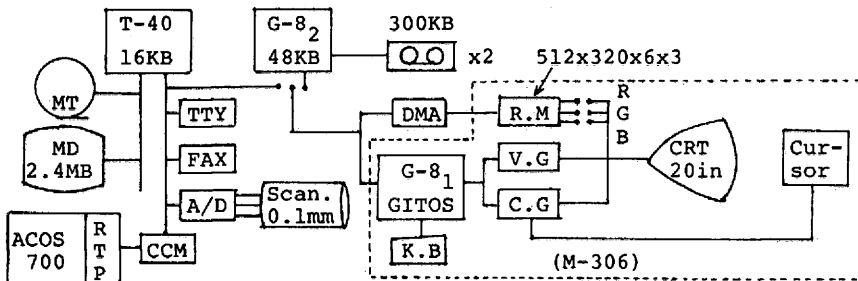 T-40
16KB
G-8₂
48KB
300KB
x2
512x320x6x3
MT
TTY
DMA
R.M
R
G
B
MD
2.4MB
FAX
G-8₁
GITOS
V.G
CRT
20in
Cur-
sor
A/D
Scan.
0.1mm
C.G
ACOS
700
RTP
CCM
K.B
(M-306)